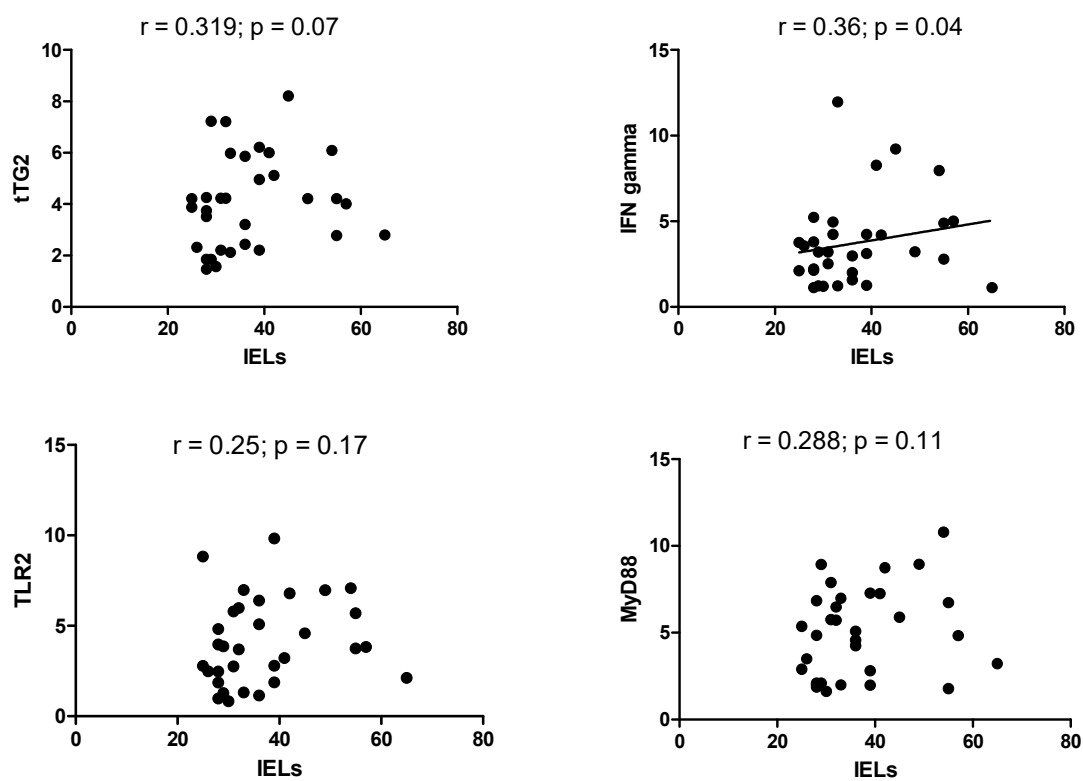 r = 0.319; p = 0.07
10
8
6
4
2
0
tTG2
0 20 40 60 80
IELs
r = 0.36; p = 0.04
15
10
5
0
IFN gamma
0 20 40 60 80
IELs
r = 0.25; p = 0.17
15
10
5
0
TLR2
0 20 40 60 80
IELs
r = 0.288; p = 0.11
15
10
5
0
MyD88
0 20 40 60 80
IELs